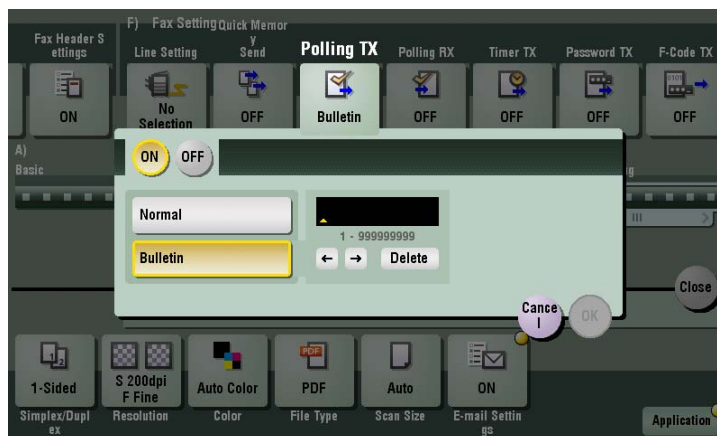 F) Fax Setting
Quick Memor
y
Send
Fax Header S
ettings
Line Setting
Polling TX
Polling RX
Timer TX
Password TX
F-Code TX
ON
No
Selection
OFF
Bulletin
OFF
OFF
OFF
OFF
A)
Basic
ON
OFF
Normal
1 - 999999999
Bulletin
← → Delete
Close
Cance
l
OK
1-Sided
S 200dpi
F Fine
Auto Color
PDF
PDF
Auto
ON
Simplex/Dupl
ex
Resolution
Color
File Type
Scan Size
E-mail Settin
gs
Application